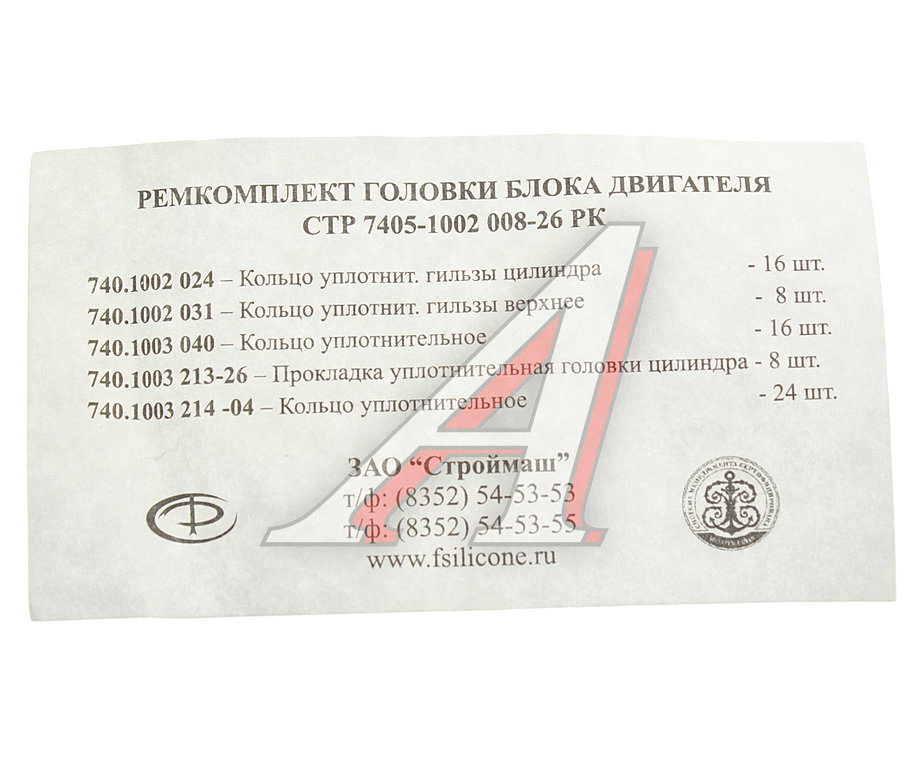 РЕМКОМПЛЕКТ ГОЛОВКИ БЛОКА ДВИГАТЕЛЯ
СТР 7405-1002 008-26 РК
740.1002 024 – Кольцо уплотнит. гильзы цилиндра - 16 шт.
740.1002 031 – Кольцо уплотнит. гильзы верхнее - 8 шт.
740.1003 040 – Кольцо уплотнительное - 16 шт.
740.1003 213-26 – Прокладка уплотнительная головки цилиндра - 8 шт.
740.1003 214 -04 – Кольцо уплотнительное - 24 шт.
ЗАО “Строймаш”
т/ф: (8352) 54-53-53
т/ф: (8352) 54-53-55
www.fsilicone.ru
СИСТЕМА МЕНЕДЖМЕНТА СЕРТИФИЦИРОВАНА